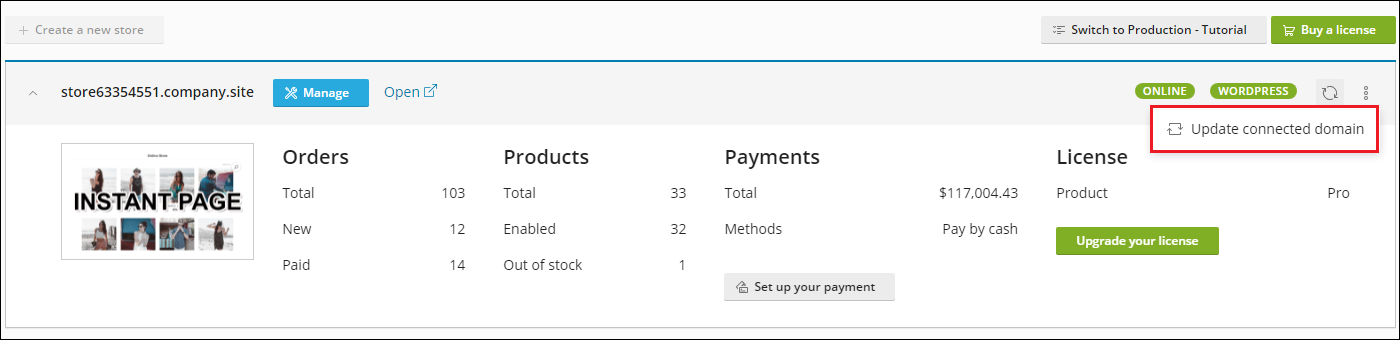 Create a new store
Switch to Production - Tutorial
Buy a license
store63354551.company.site
Manage
Open
ONLINE
WORDPRESS
Update connected domain
INSTANT PAGE
Orders
Total 103
New 12
Paid 14
Products
Total 33
Enabled 32
Out of stock 1
Payments
Total $117,004.43
Methods Pay by cash
Set up your payment
License
Product Pro
Upgrade your license